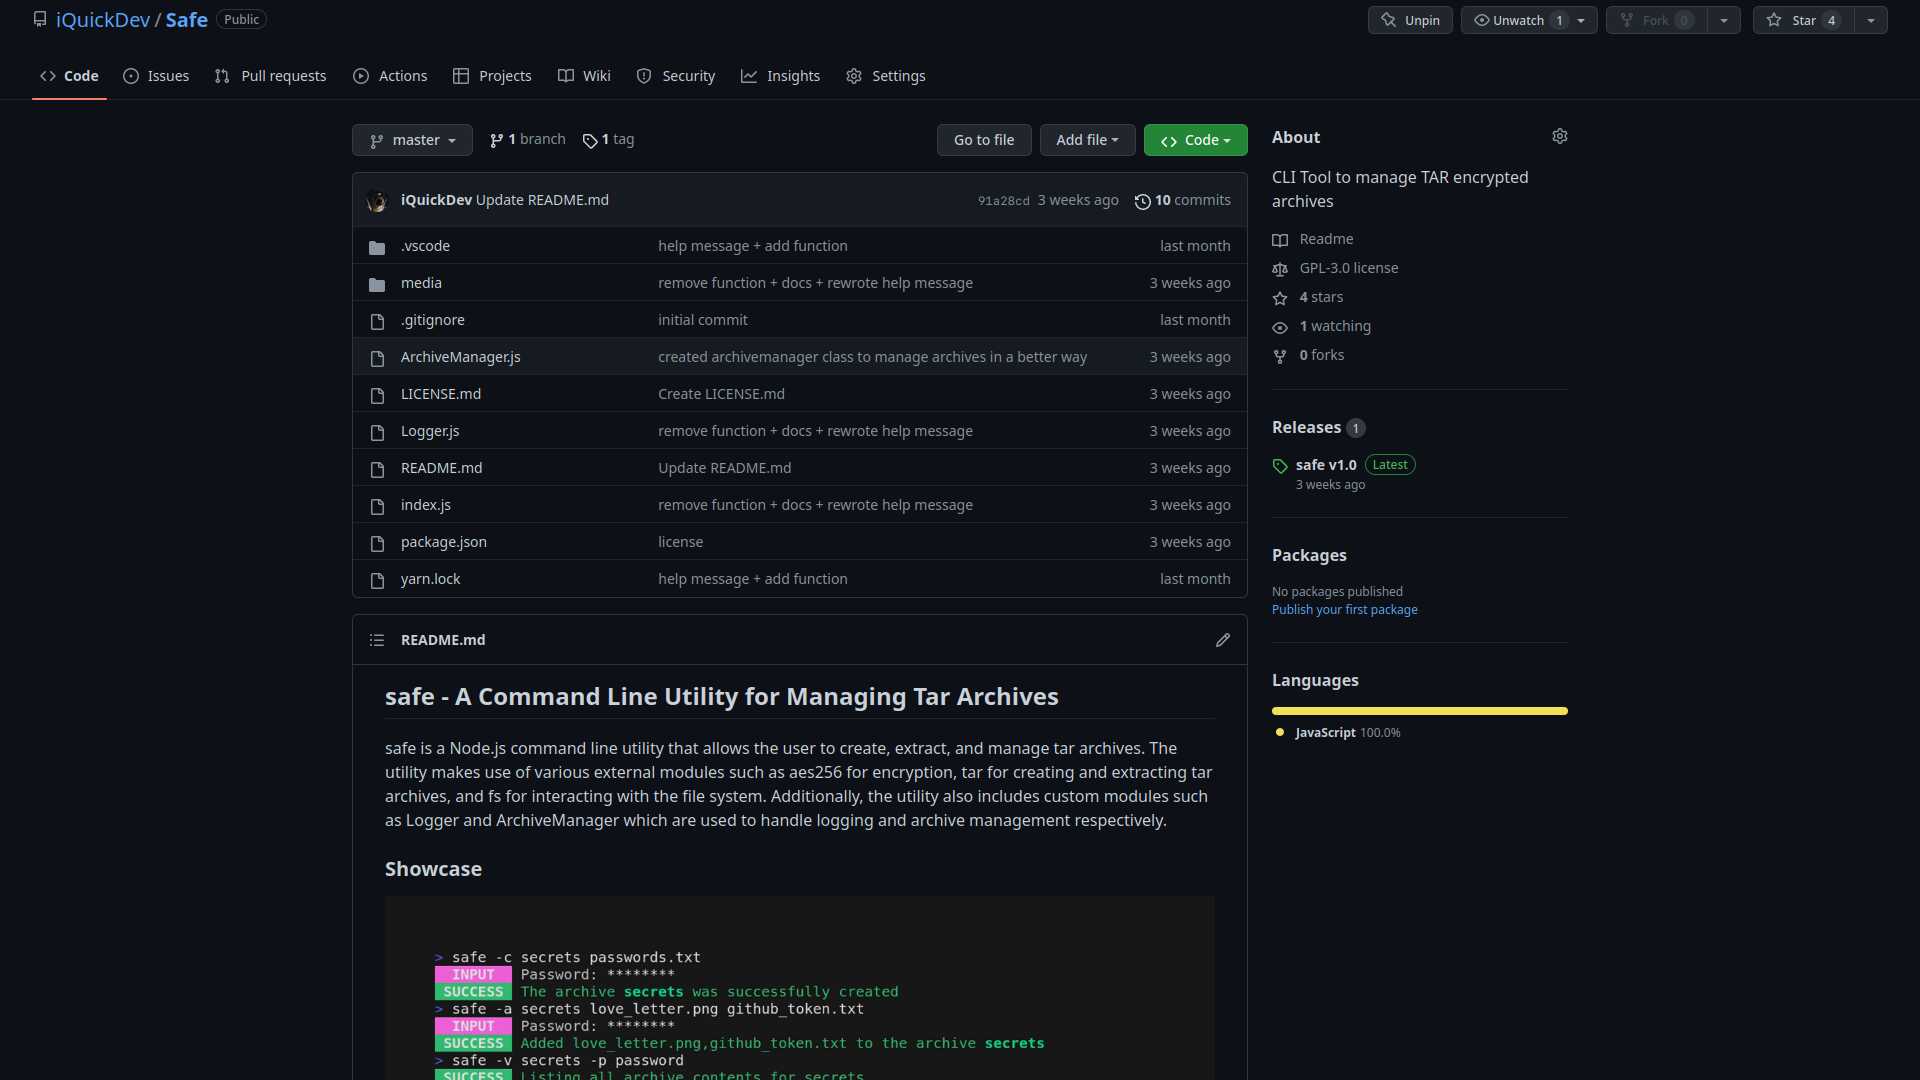 iQuickDev / Safe Public
Unpin Unwatch 1 Fork 0 Star 4
Code Issues Pull requests Actions Projects Wiki Security Insights Settings
master 1 branch 1 tag Go to file Add file Code
iQuickDev Update README.md 91a28cd 3 weeks ago 10 commits
.vscode help message + add function last month
media remove function + docs + rewrote help message 3 weeks ago
.gitignore initial commit last month
ArchiveManager.js created archivemanager class to manage archives in a better way 3 weeks ago
LICENSE.md Create LICENSE.md 3 weeks ago
Logger.js remove function + docs + rewrote help message 3 weeks ago
README.md Update README.md 3 weeks ago
index.js remove function + docs + rewrote help message 3 weeks ago
package.json license 3 weeks ago
yarn.lock help message + add function last month
README.md
safe - A Command Line Utility for Managing Tar Archives
safe is a Node.js command line utility that allows the user to create, extract, and manage tar archives. The
utility makes use of various external modules such as aes256 for encryption, tar for creating and extracting tar
archives, and fs for interacting with the file system. Additionally, the utility also includes custom modules such
as Logger and ArchiveManager which are used to handle logging and archive management respectively.
Showcase
> safe -c secrets passwords.txt
INPUT Password: ********
SUCCESS The archive secrets was successfully created
> safe -a secrets love_letter.png github_token.txt
INPUT Password: ********
SUCCESS Added love_letter.png,github_token.txt to the archive secrets
> safe -v secrets -p password
SUCCESS Listing all archive contents for secrets
About
CLI Tool to manage TAR encrypted
archives
Readme
GPL-3.0 license
4 stars
1 watching
0 forks
Releases 1
safe v1.0 Latest
3 weeks ago
Packages
No packages published
Publish your first package
Languages
JavaScript 100.0%